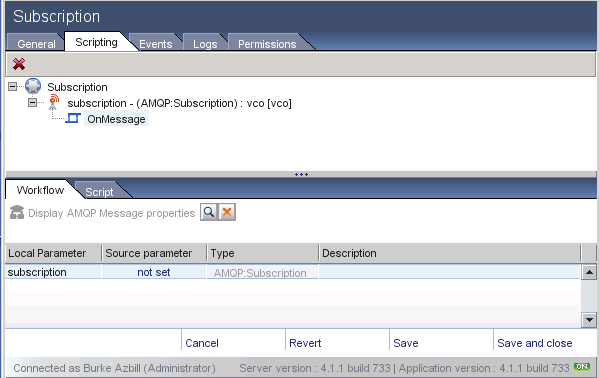 Subscription
General Scripting Events Logs Permissions
Subscription
subscription - (AMQP:Subscription) : vco [vco]
OnMessage
Workflow Script
Display AMQP Message properties
Local Parameter Source parameter Type Description
subscription not set AMQP:Subscription
Cancel Revert Save Save and close
Connected as Burke Azbill (Administrator) Server version : 4.1.1 build 733 | Application version : 4.1.1 build 733 ON